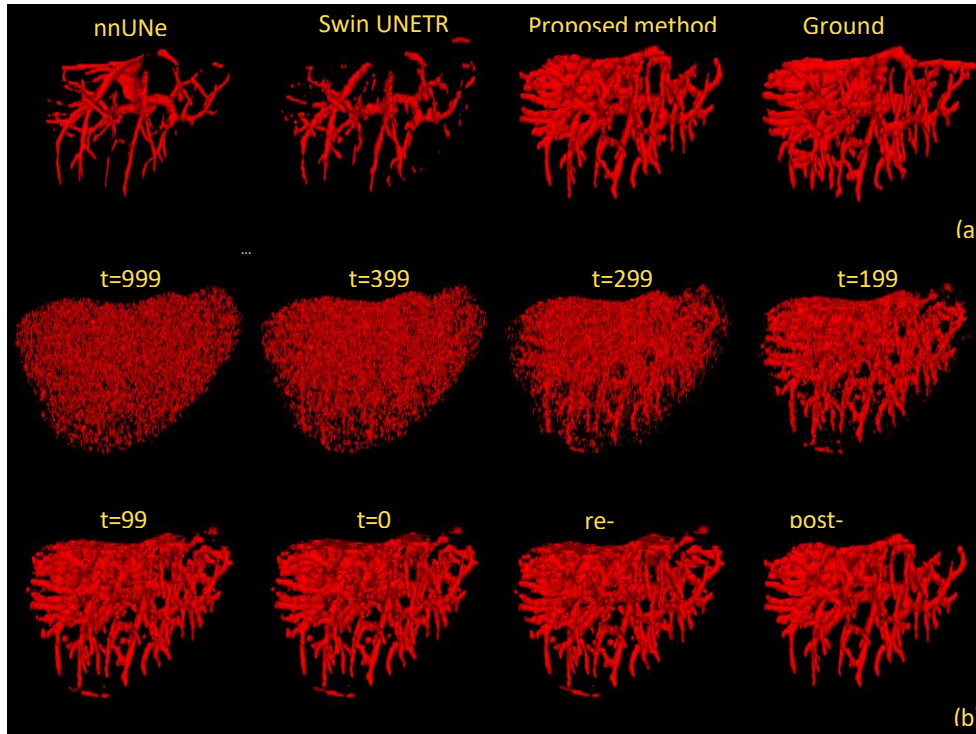 nnUNe
Swin UNETR
Proposed method
Ground
(a
...
t=999
t=399
t=299
t=199
t=99
t=0
re-
post-
(b)